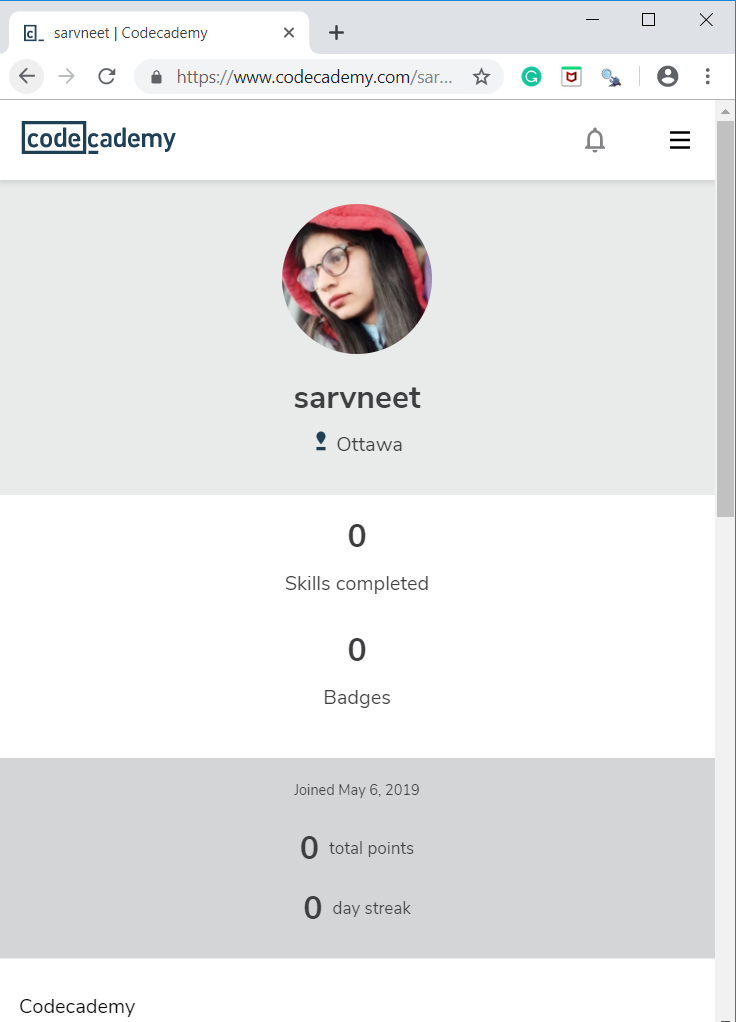 sarvneet | Codecademy
https://www.codecademy.com/sar...
codecademy
sarvneet
Ottawa
0
Skills completed
0
Badges
Joined May 6, 2019
0 total points
0 day streak
Codecademy